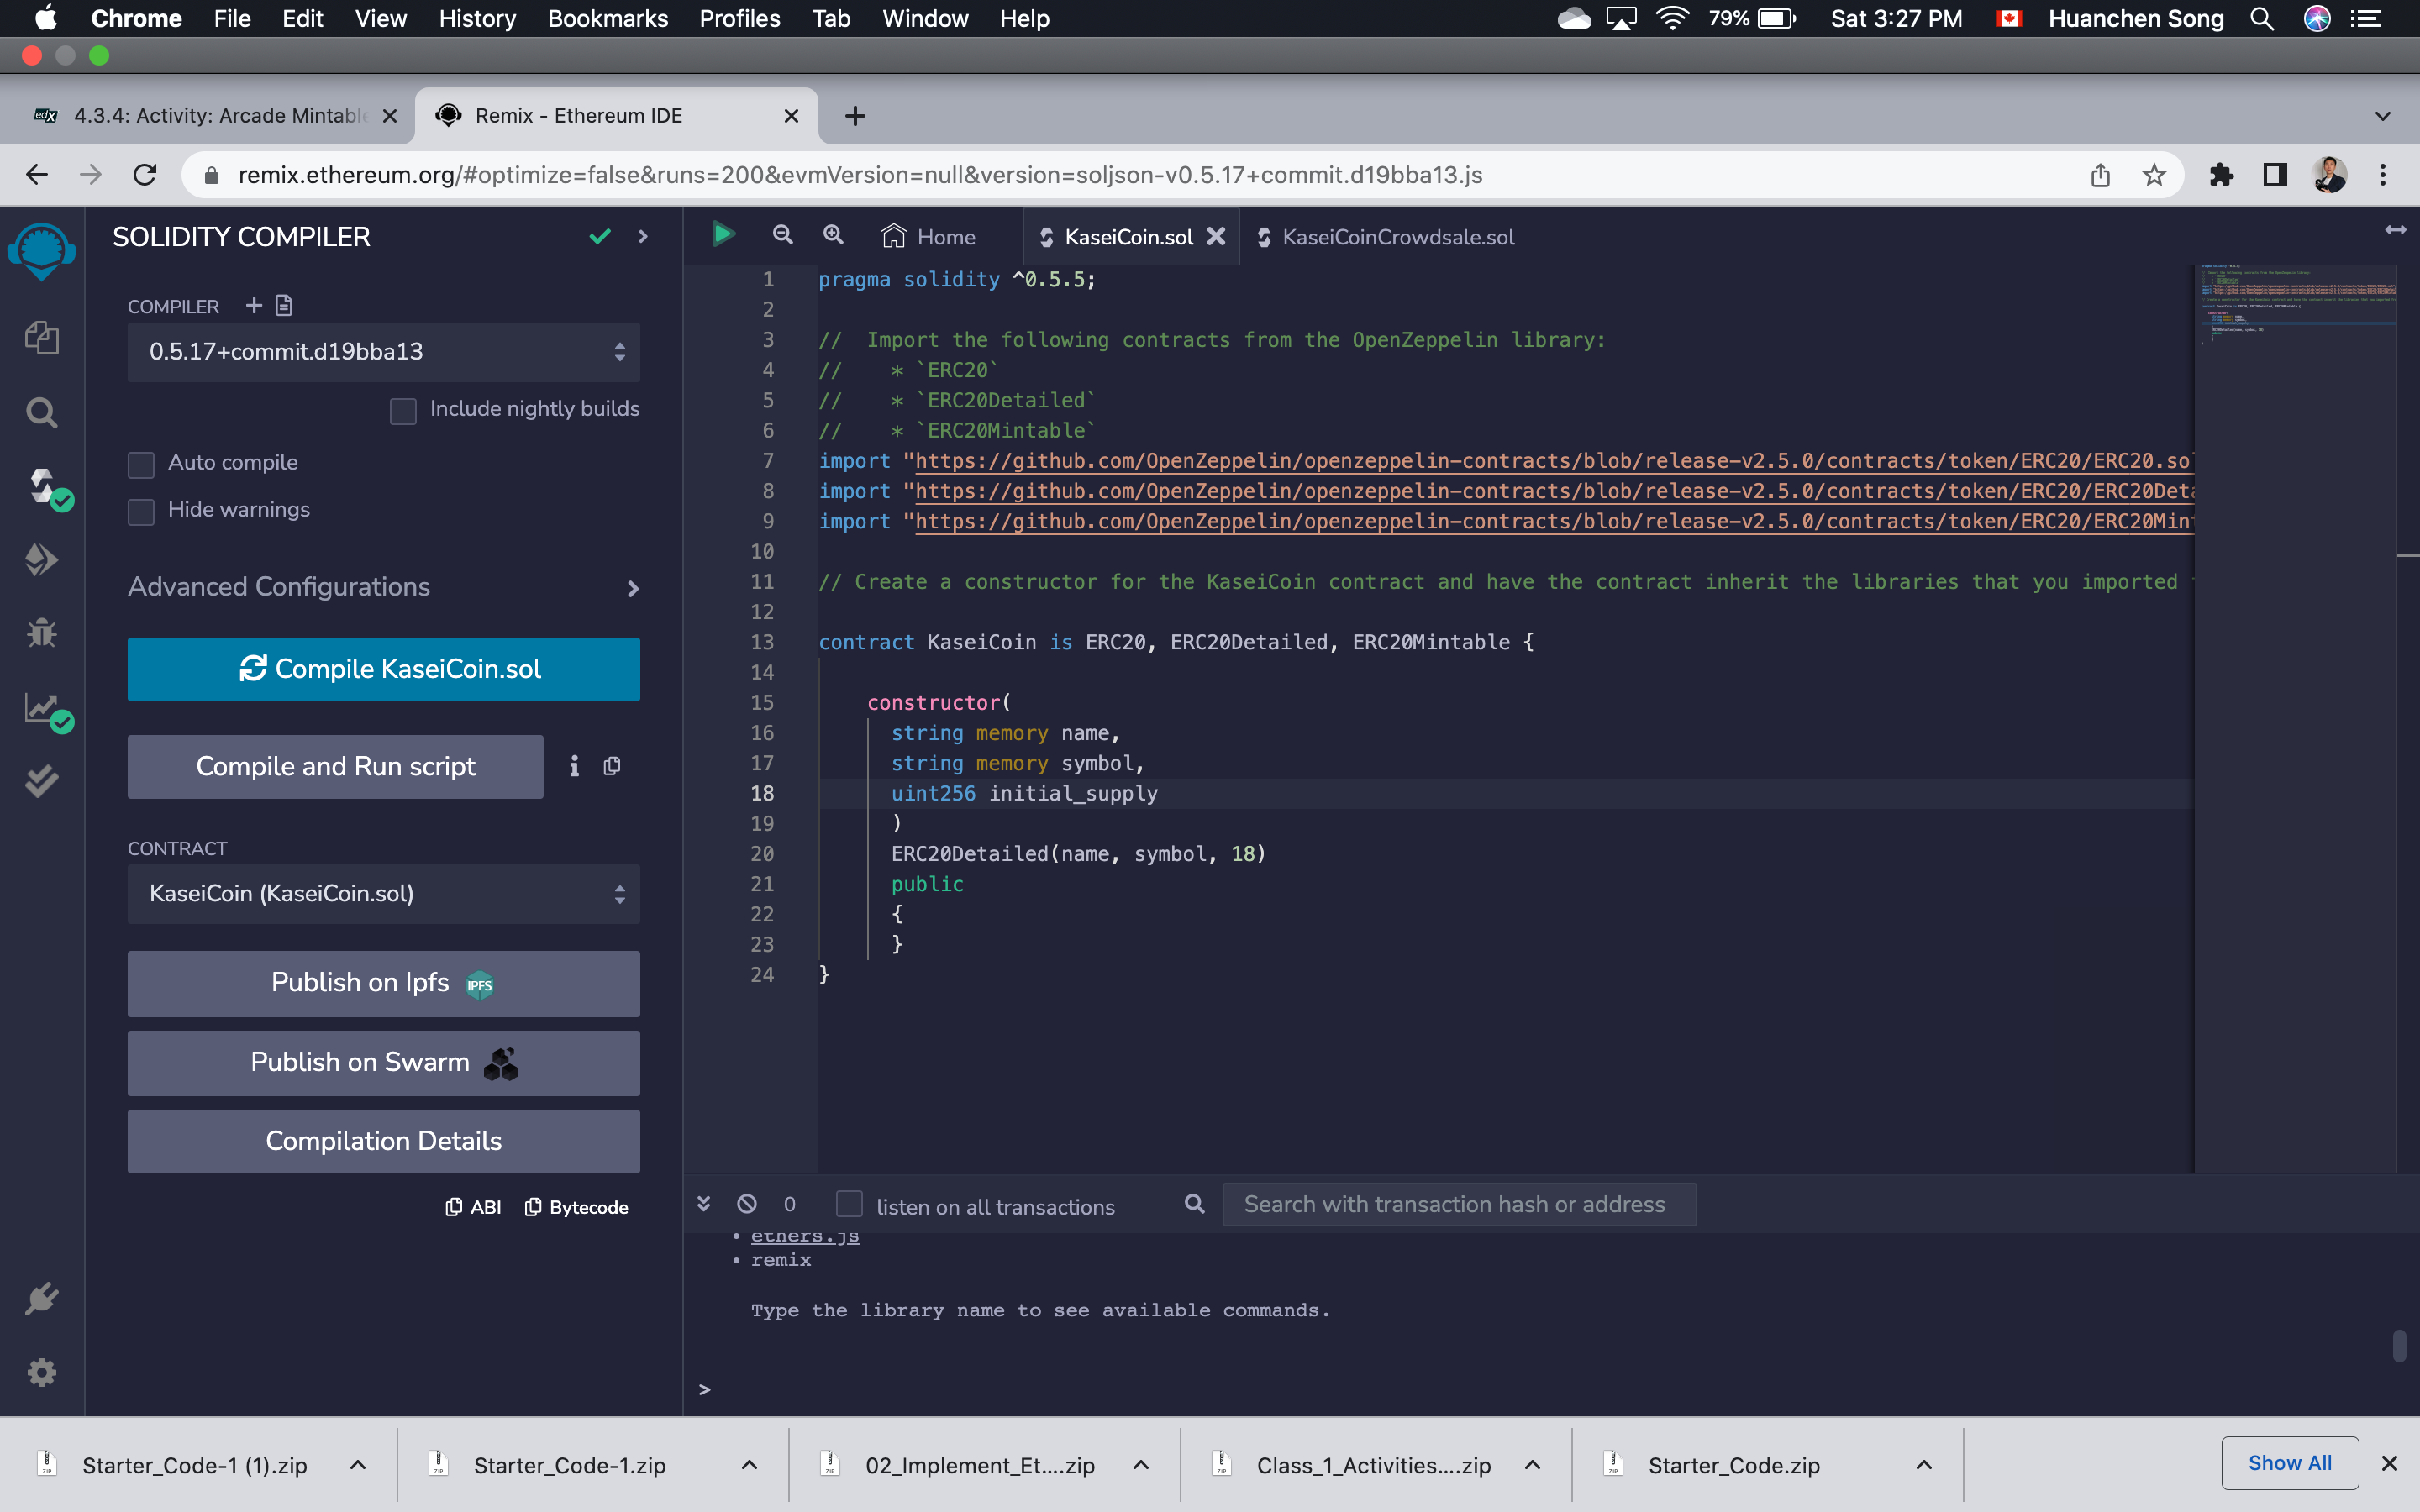 Chrome File Edit View History Bookmarks Profiles Tab Window Help 79% Sat 3:27 PM Huanchen Song
edX 4.3.4: Activity: Arcade Mintabl
Remix - Ethereum IDE
remix.ethereum.org/#optimize=false&runs=200&evmVersion=null&version=soljson-v0.5.17+commit.d19bba13.js
SOLIDITY COMPILER
COMPILER
0.5.17+commit.d19bba13
Include nightly builds
Auto compile
Hide warnings
Advanced Configurations
Compile KaseiCoin.sol
Compile and Run script
CONTRACT
KaseiCoin (KaseiCoin.sol)
Publish on Ipfs IPFS
Publish on Swarm
Compilation Details
ABI Bytecode
Home KaseiCoin.sol KaseiCoinCrowdsale.sol
1 pragma solidity ^0.5.5;
2
3 //  Import the following contracts from the OpenZeppelin library:
4 //    * `ERC20`
5 //    * `ERC20Detailed`
6 //    * `ERC20Mintable`
7 import "https://github.com/OpenZeppelin/openzeppelin-contracts/blob/release-v2.5.0/contracts/token/ERC20/ERC20.so
8 import "https://github.com/OpenZeppelin/openzeppelin-contracts/blob/release-v2.5.0/contracts/token/ERC20/ERC20Deta
9 import "https://github.com/OpenZeppelin/openzeppelin-contracts/blob/release-v2.5.0/contracts/token/ERC20/ERC20Min
10
11 // Create a constructor for the KaseiCoin contract and have the contract inherit the libraries that you imported
12
13 contract KaseiCoin is ERC20, ERC20Detailed, ERC20Mintable {
14
15     constructor(
16       string memory name,
17       string memory symbol,
18       uint256 initial_supply
19       )
20       ERC20Detailed(name, symbol, 18)
21       public
22       {
23       }
24 }
0 listen on all transactions Search with transaction hash or address
• ethers.js
• remix
Type the library name to see available commands.
>
Starter_Code-1 (1).zip Starter_Code-1.zip 02_Implement_Et....zip Class_1_Activities....zip Starter_Code.zip Show All